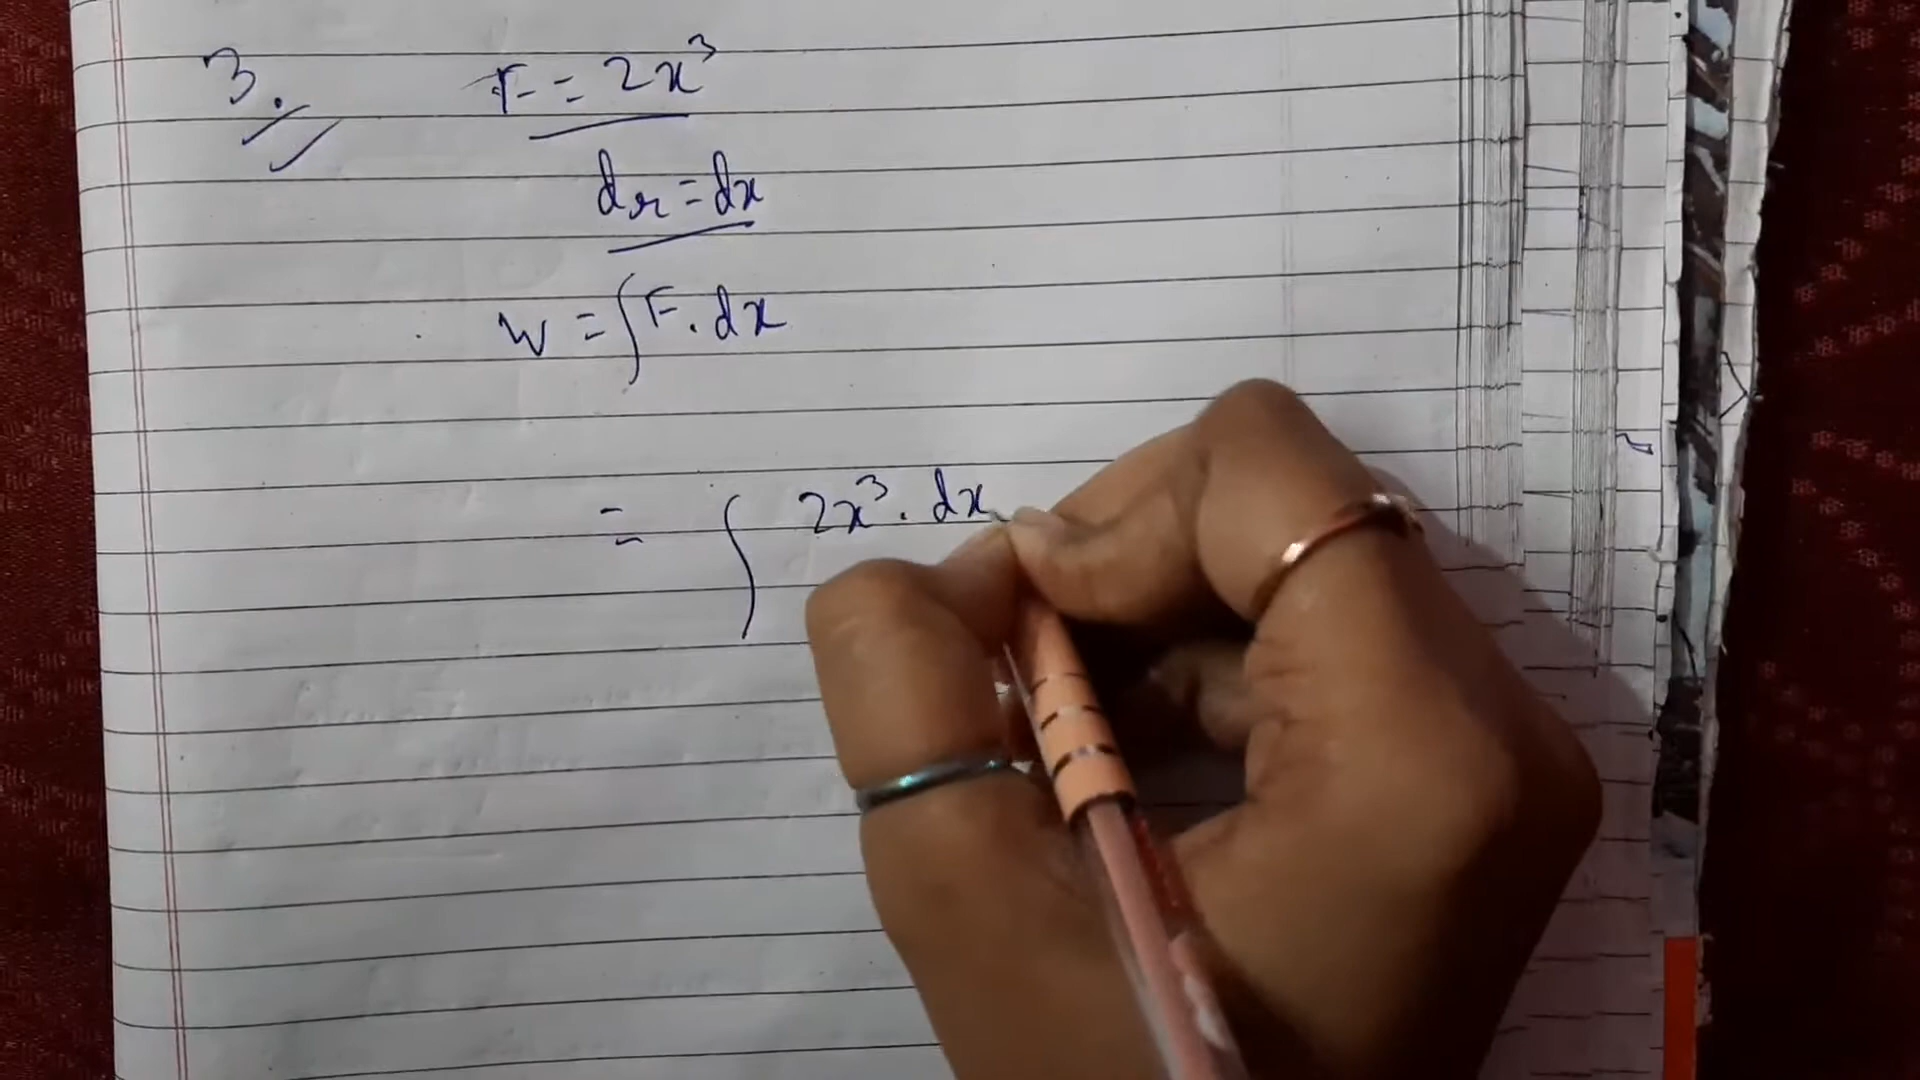 3. F = 2x³
dr = dx
W = ∫F. dx
= ∫ 2x³. dx